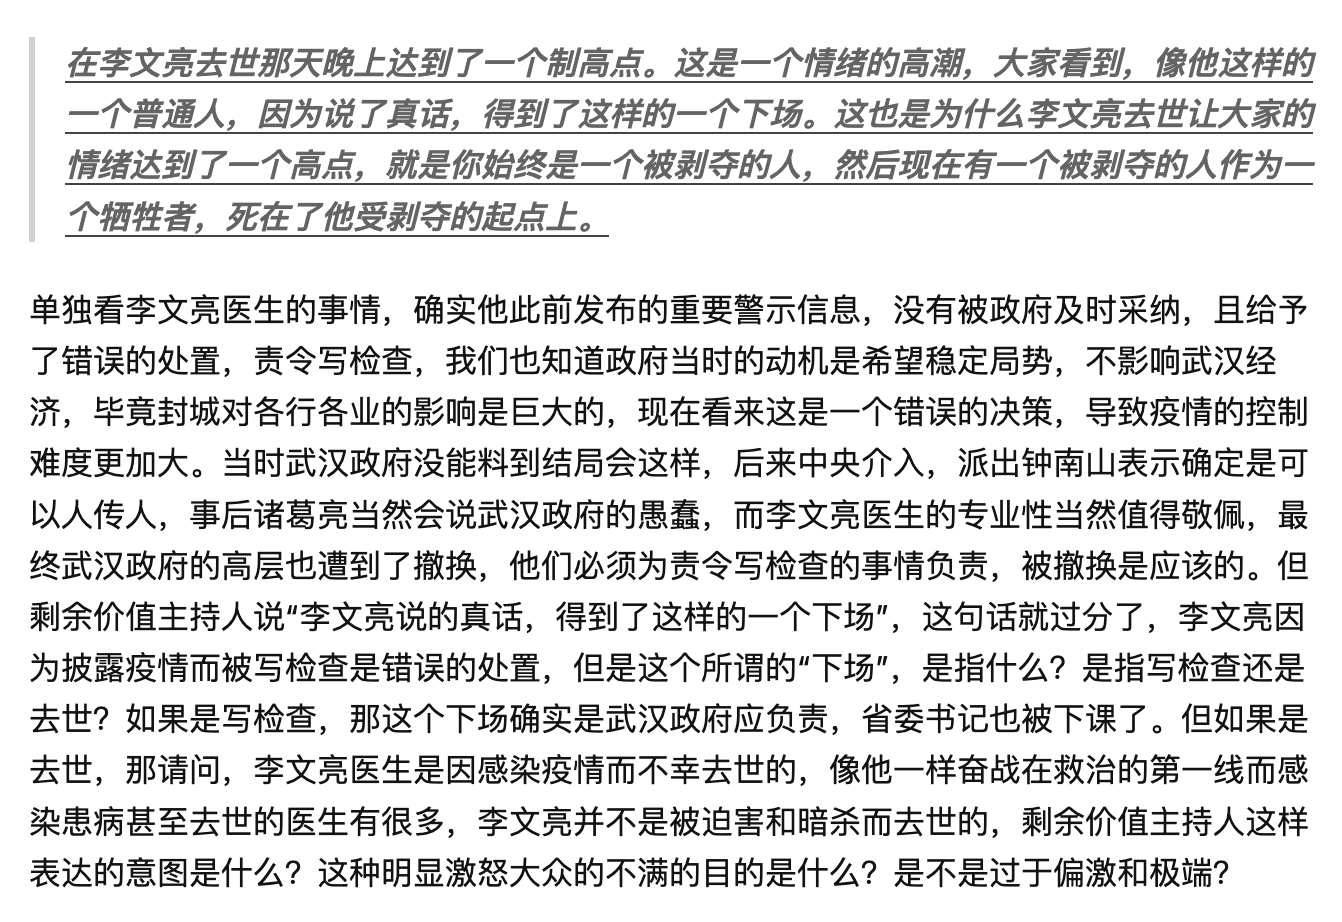 在李文亮去世那天晚上达到了一个制高点。这是一个情绪的高潮，大家看到，像他这样的
一个普通人，因为说了真话，得到了这样的一个下场。这也是为什么李文亮去世让大家的
情绪达到了一个高点，就是你始终是一个被剥夺的人，然后现在有一个被剥夺的人作为一
个牺牲者，死在了他受剥夺的起点上。
单独看李文亮医生的事情，确实他此前发布的重要警示信息，没有被政府及时采纳，且给予
了错误的处置，责令写检查，我们也知道政府当时的动机是希望稳定局势，不影响武汉经
济，毕竟封城对各行各业的影响是巨大的，现在看来这是一个错误的决策，导致疫情的控制
难度更加大。当时武汉政府没能料到结局会这样，后来中央介入，派出钟南山表示确定是可
以人传人，事后诸葛亮当然会说武汉政府的愚蠢，而李文亮医生的专业性当然值得敬佩，最
终武汉政府的高层也遭到了撤换，他们必须为责令写检查的事情负责，被撤换是应该的。但
剩余价值主持人说“李文亮说的真话，得到了这样的一个下场”，这句话就过分了，李文亮因
为披露疫情而被写检查是错误的处置，但是这个所谓的“下场”，是指什么？是指写检查还是
去世？如果是写检查，那这个下场确实是武汉政府应负责，省委书记也被下课了。但如果是
去世，那请问，李文亮医生是因感染疫情而不幸去世的，像他一样奋战在救治的第一线而感
染患病甚至去世的医生有很多，李文亮并不是被迫害和暗杀而去世的，剩余价值主持人这样
表达的意图是什么？这种明显激怒大众的不满的目的是什么？是不是过于偏激和极端？